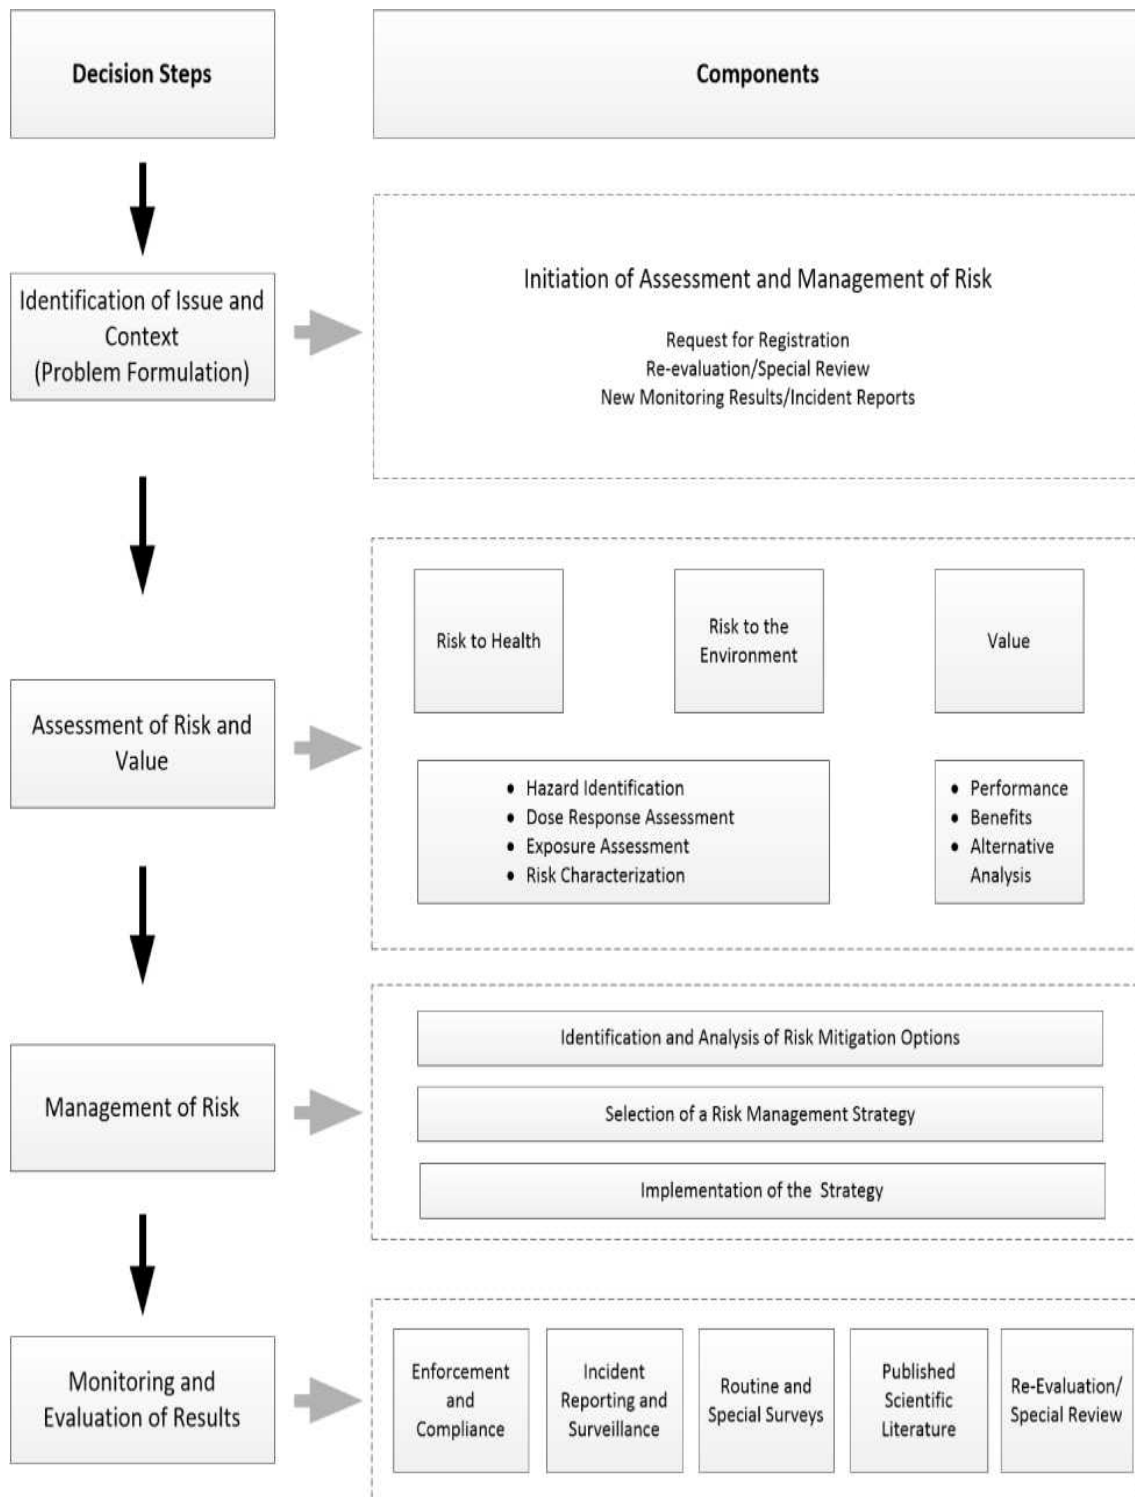 Decision Steps
Components
Identification of Issue and
Context
(Problem Formulation)
Initiation of Assessment and Management of Risk
Request for Registration
Re-evaluation/Special Review
New Monitoring Results/Incident Reports
Assessment of Risk and
Value
Risk to Health
Risk to the
Environment
Value
• Hazard Identification
• Dose Response Assessment
• Exposure Assessment
• Risk Characterization
• Performance
• Benefits
• Alternative
Analysis
Management of Risk
Identification and Analysis of Risk Mitigation Options
Selection of a Risk Management Strategy
Implementation of the Strategy
Monitoring and
Evaluation of Results
Enforcement
and
Compliance
Incident
Reporting and
Surveillance
Routine and
Special Surveys
Published
Scientific
Literature
Re-Evaluation/
Special Review